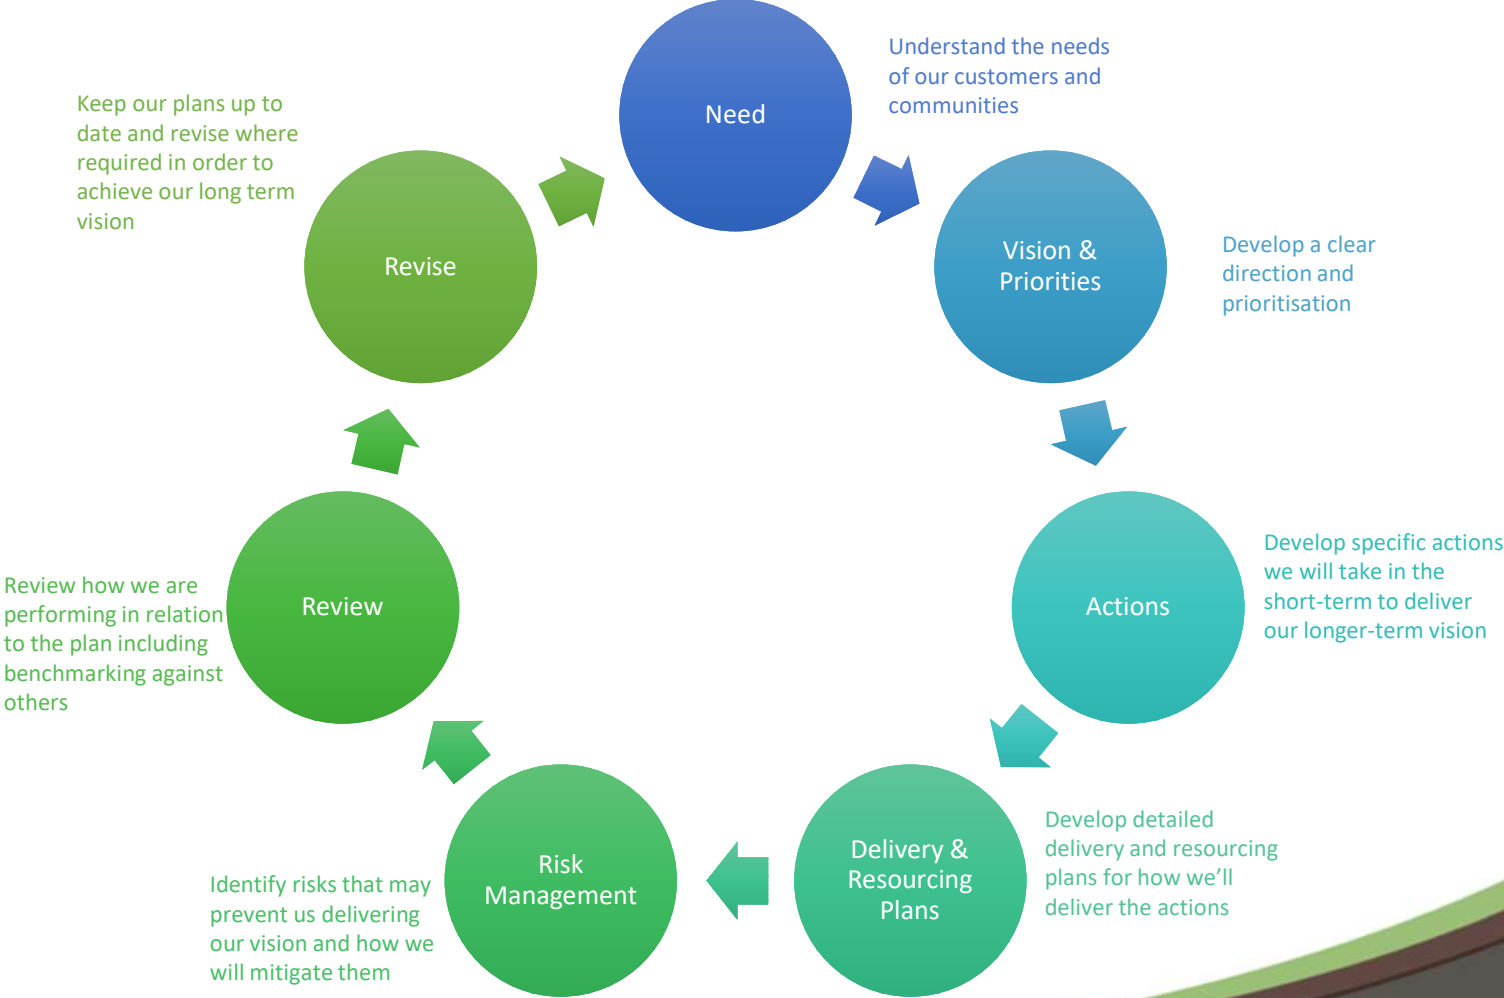 Need
Understand the needs
of our customers and
communities
Vision &
Priorities
Develop a clear
direction and
prioritisation
Actions
Develop specific actions
we will take in the
short-term to deliver
our longer-term vision
Delivery &
Resourcing
Plans
Develop detailed
delivery and resourcing
plans for how we’ll
deliver the actions
Risk
Management
Identify risks that may
prevent us delivering
our vision and how we
will mitigate them
Review
Review how we are
performing in relation
to the plan including
benchmarking against
others
Revise
Keep our plans up to
date and revise where
required in order to
achieve our long term
vision